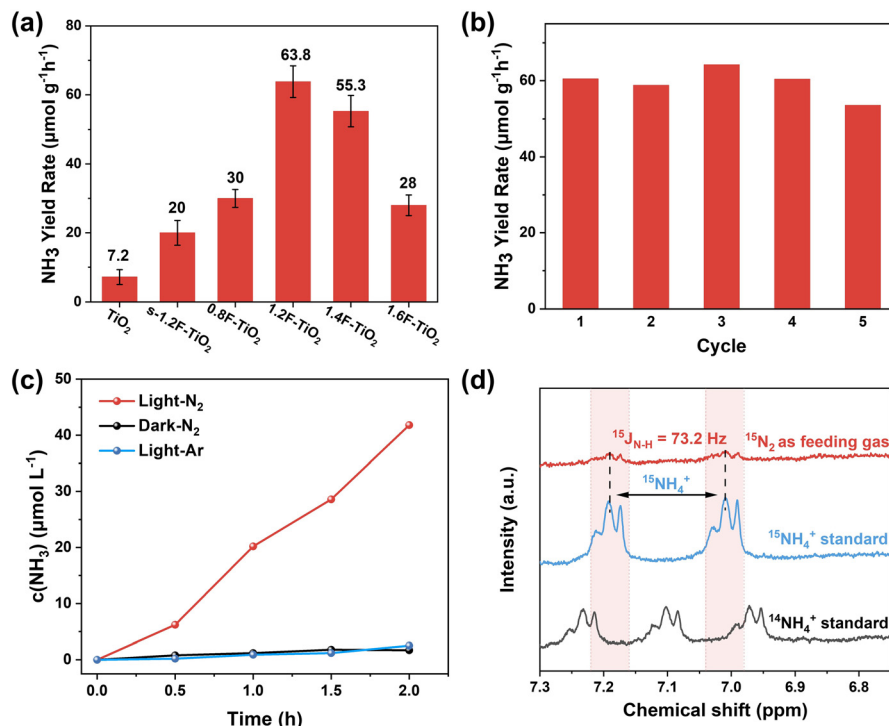 (a)
NH₃ Yield Rate (μmol g⁻¹h⁻¹)
80
60
40
20
0
7.2
20
30
63.8
55.3
28
TiO₂
s-1.2F-TiO₂
0.8F-TiO₂
1.2F-TiO₂
1.4F-TiO₂
1.6F-TiO₂
(b)
NH₃ Yield Rate (μmol g⁻¹h⁻¹)
80
60
40
20
0
1 2 3 4 5
Cycle
(c)
c(NH₃) (μmol L⁻¹)
50
40
30
20
10
0
Light-N₂
Dark-N₂
Light-Ar
0.0 0.5 1.0 1.5 2.0
Time (h)
(d)
Intensity (a.u.)
¹⁵J_N-H = 73.2 Hz
¹⁵N₂ as feeding gas
¹⁵NH₄⁺
¹⁵NH₄⁺ standard
¹⁴NH₄⁺ standard
7.3 7.2 7.1 7.0 6.9 6.8
Chemical shift (ppm)